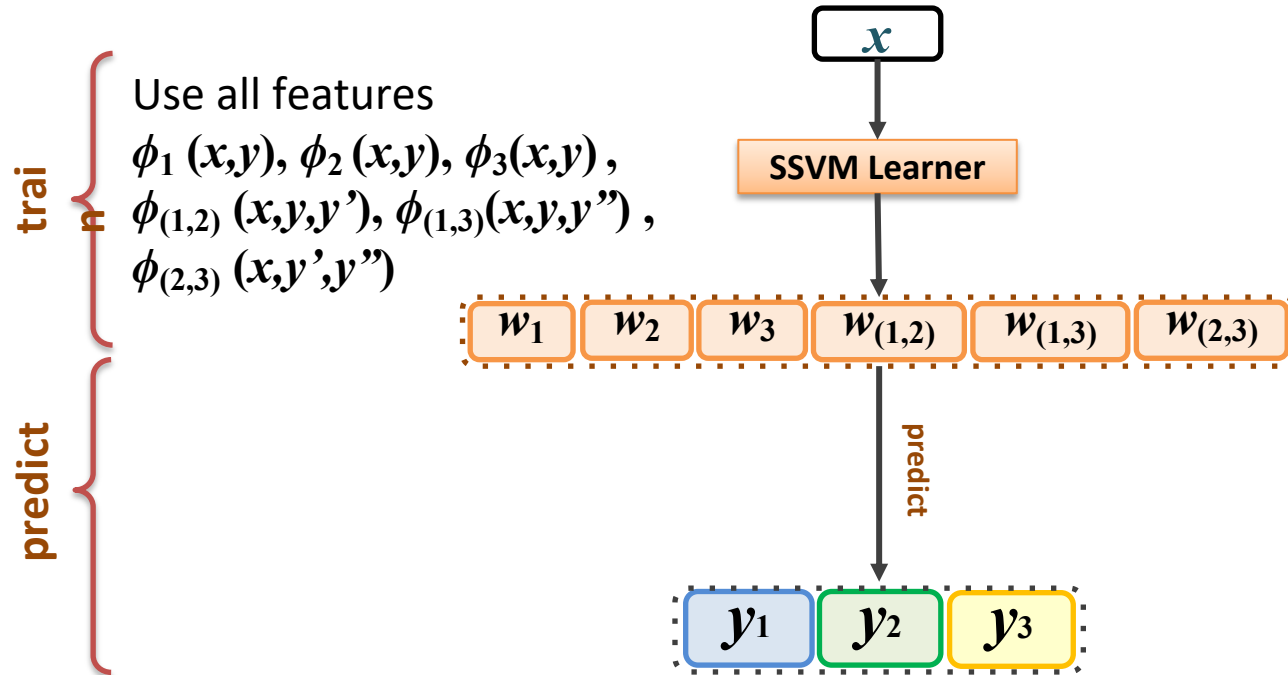 x
trai
n
Use all features
ϕ1 (x,y), ϕ2 (x,y), ϕ3(x,y) ,
ϕ(1,2) (x,y,y’), ϕ(1,3)(x,y,y”) ,
ϕ(2,3) (x,y’,y”)
SSVM Learner
w1 w2 w3 w(1,2) w(1,3) w(2,3)
predict
predict
y1 y2 y3